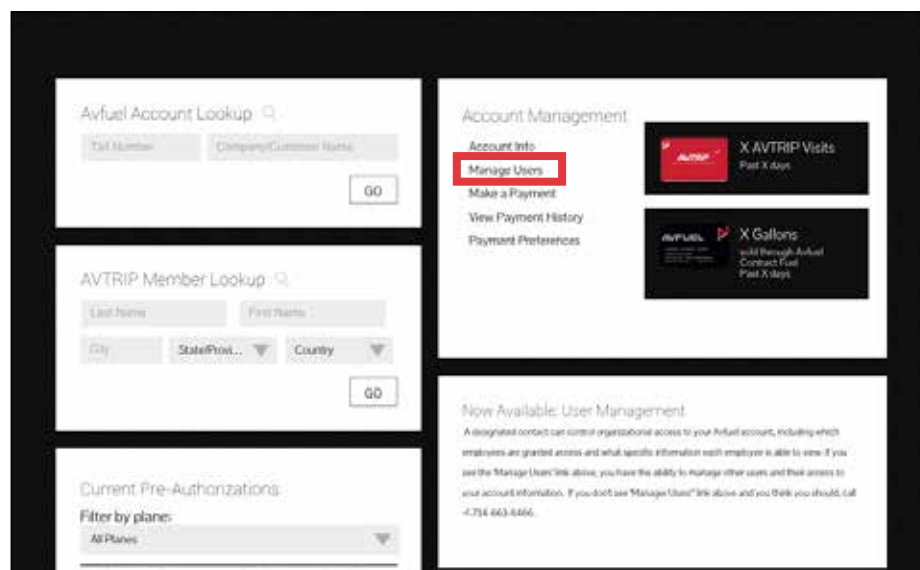 Avfuel Account Lookup
Tail Number
Company/Customer Name
GO
AVTRIP Member Lookup
Last Name
First Name
City
State/Provi...
Country
GO
Current Pre-Authorizations
Filter by plane:
All Planes
Account Management
Account Info
Manage Users
Make a Payment
View Payment History
Payment Preferences
AVTRIP
X AVTRIP Visits
Past X days
AVFUEL
X Gallons
sold through Avfuel
Contract Fuel
Past X days
Now Available: User Management
A designated contact can control organizational access to your Avfuel account, including which
employees are granted access and what specific information each employee is able to view. If you
see the "Manage Users" link above, you have the ability to manage other users and their access to
your account information. If you don't see "Manage Users" link above and you think you should, call
+1.734-663-6466.